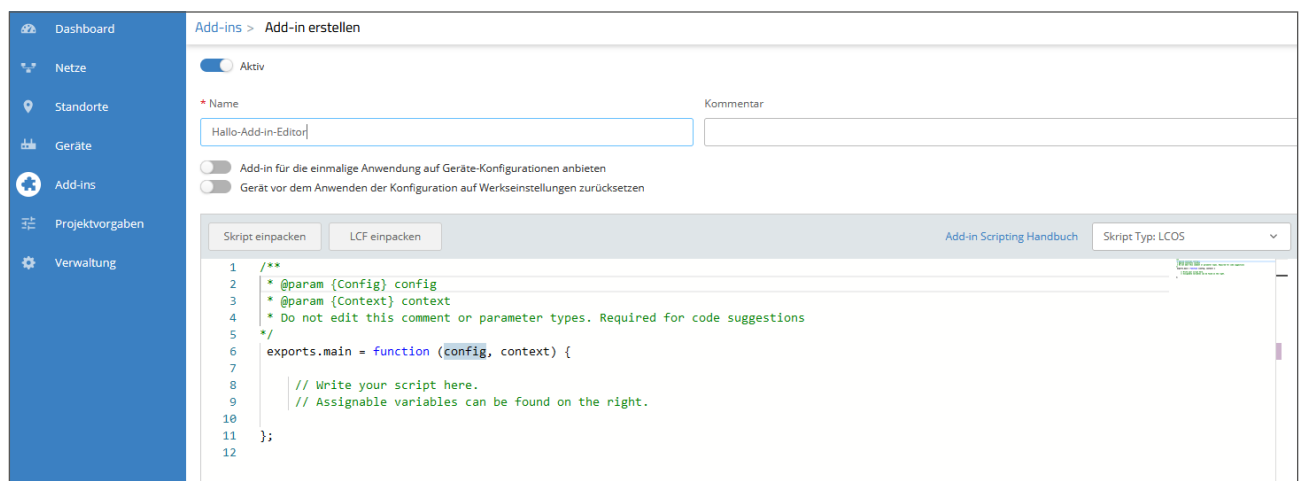 Dashboard
Netze
Standorte
Geräte
Add-ins
Projektvorgaben
Verwaltung
Add-ins > Add-in erstellen
Aktiv
* Name
Kommentar
Hallo-Add-in-Editor
Add-in für die einmalige Anwendung auf Geräte-Konfigurationen anbieten
Gerät vor dem Anwenden der Konfiguration auf Werkseinstellungen zurücksetzen
Skript einpacken LCF einpacken Add-in Scripting Handbuch Skript Typ: LCOS
1 /**
2 * @param {Config} config
3 * @param {Context} context
4 * Do not edit this comment or parameter types. Required for code suggestions
5 */
6 exports.main = function (config, context) {
7
8 // Write your script here.
9 // Assignable variables can be found on the right.
10
11 };
12